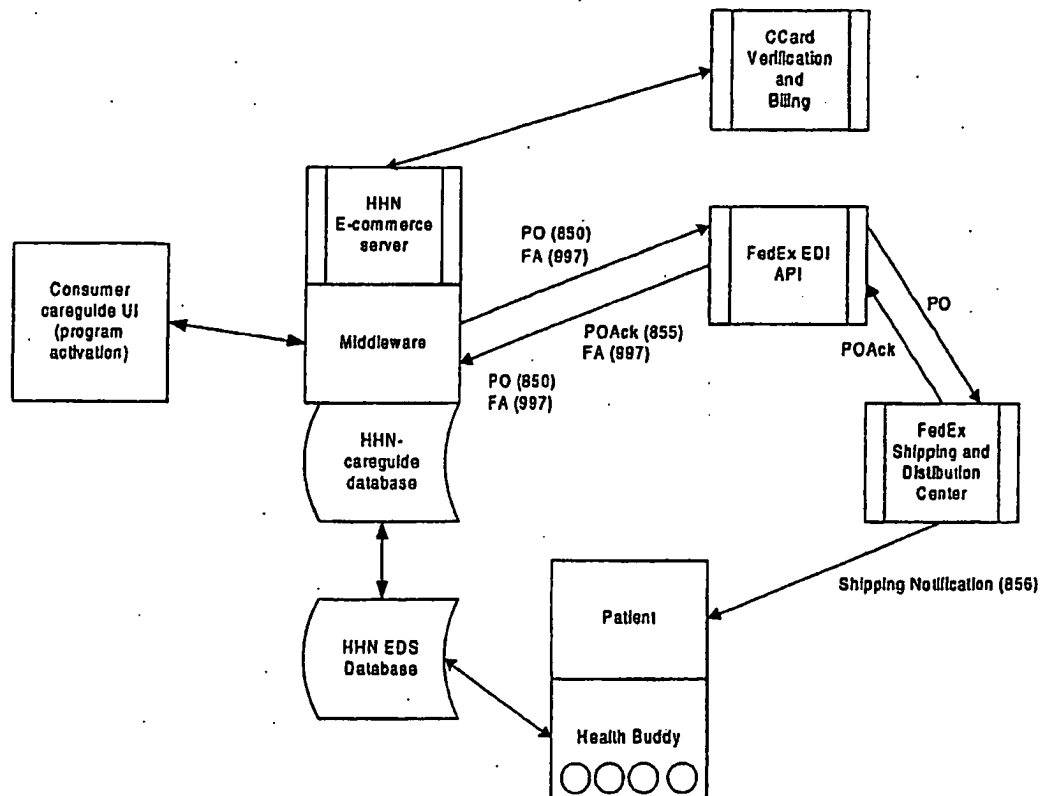 CCard
Verification
and
Billing
HHN
E-commerce
server
PO (850)
FA (997)
FedEx EDI
API
Consumer
careguide UI
(program
activation)
Middleware
POAck (855)
FA (997)
PO
POAck
PO (850)
FA (997)
HHN-
careguide
database
FedEx
Shipping and
Distibution
Center
Shipping Notification (856)
Patient
HHN EDS
Database
Health Buddy